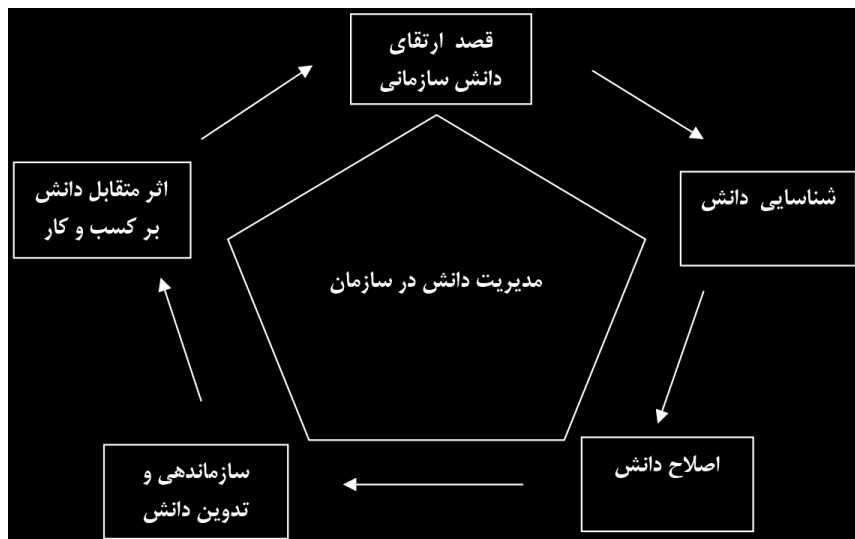 قصد ارتقای
دانش سازمانی
شناسایی دانش
اصلاح دانش
سازماندهی و
تدوین دانش
اثر متقابل دانش
بر کسب و کار
مدیریت دانش در سازمان